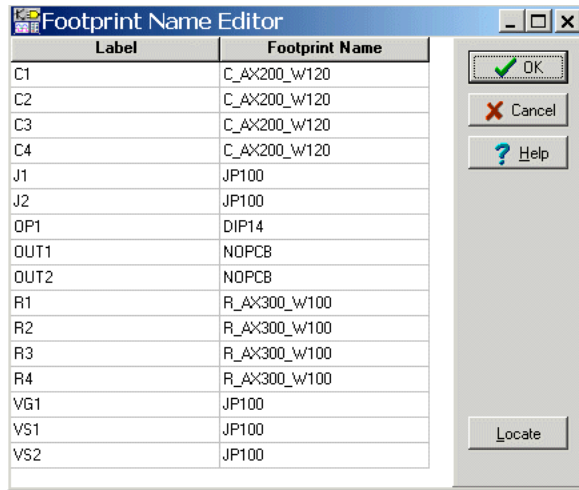 Footprint Name Editor
Label Footprint Name
C1 C_AX200_W120
C2 C_AX200_W120
C3 C_AX200_W120
C4 C_AX200_W120
J1 JP100
J2 JP100
OP1 DIP14
OUT1 NOPCB
OUT2 NOPCB
R1 R_AX300_W100
R2 R_AX300_W100
R3 R_AX300_W100
R4 R_AX300_W100
VG1 JP100
VS1 JP100
VS2 JP100
OK
Cancel
? Help
Locate